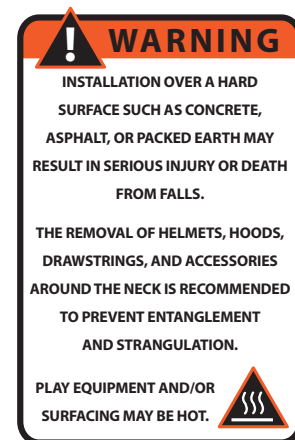 WARNING
INSTALLATION OVER A HARD
SURFACE SUCH AS CONCRETE,
ASPHALT, OR PACKED EARTH MAY
RESULT IN SERIOUS INJURY OR DEATH
FROM FALLS.
THE REMOVAL OF HELMETS, HOODS,
DRAWSTRINGS, AND ACCESSORIES
AROUND THE NECK IS RECOMMENDED
TO PREVENT ENTANGLEMENT
AND STRANGULATION.
PLAY EQUIPMENT AND/OR
SURFACING MAY BE HOT.